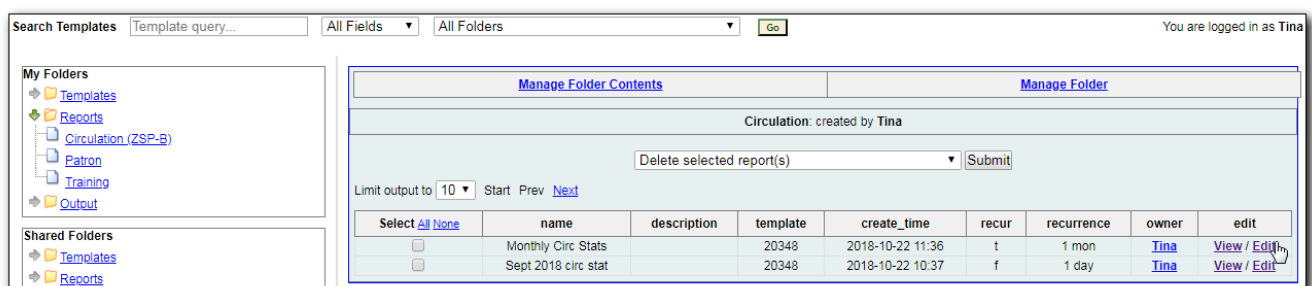 Search Templates Template query... All Fields All Folders Go You are logged in as Tina
My Folders
Templates
Reports
Circulation (ZSP-B)
Patron
Training
Output
Shared Folders
Templates
Reports
Manage Folder Contents Manage Folder
Circulation: created by Tina
Delete selected report(s) Submit
Limit output to 10 Start Prev Next
Select All None name description template create_time recur recurrence owner edit
Monthly Circ Stats 20348 2018-10-22 11:36 t 1 mon Tina View / Edit
Sept 2018 circ stat 20348 2018-10-22 10:37 f 1 day Tina View / Edit